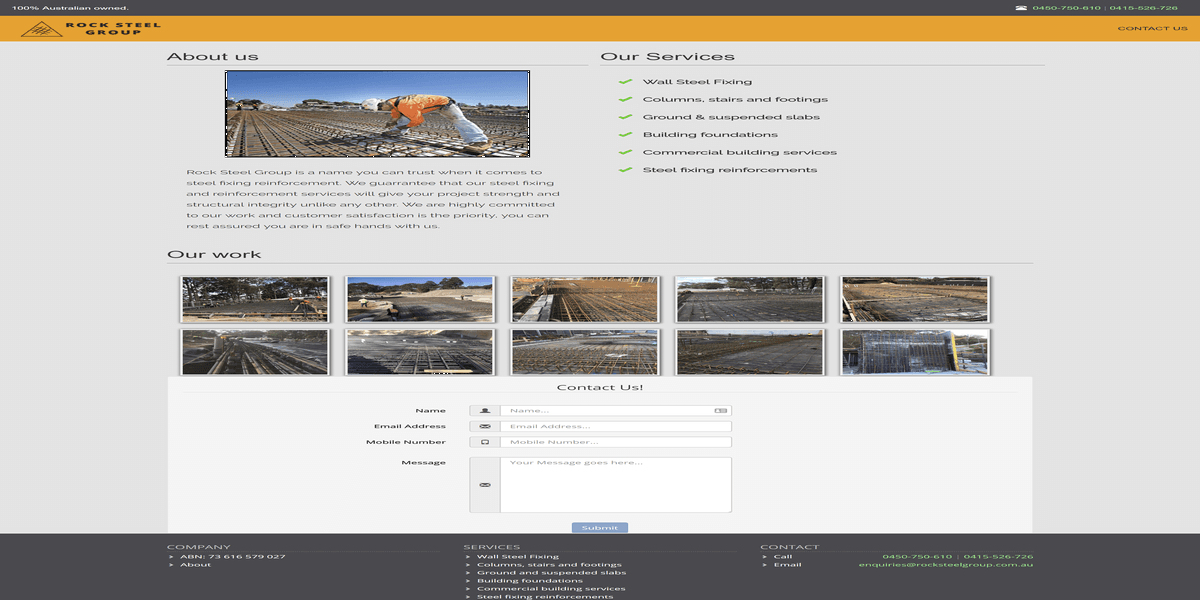 100% Australian owned.
0450-750-610 | 0415-526-726
ROCK STEEL
GROUP
CONTACT US
About us
Rock Steel Group is a name you can trust when it comes to
steel fixing reinforcement. We guarrantee that our steel fixing
and reinforcement services will give your project strength and
structural integrity unlike any other. We are highly committed
to our work and customer satisfaction is the priority, you can
rest assured you are in safe hands with us.
Our Services
Wall Steel Fixing
Columns, stairs and footings
Ground & suspended slabs
Building foundations
Commercial building services
Steel fixing reinforcements
Our work
Contact Us!
Name
Name...
Email Address
Email Address...
Mobile Number
Mobile Number...
Message
Your Message goes here...
Submit
COMPANY
ABN: 73 616 579 027
About
SERVICES
Wall Steel Fixing
Columns, stairs and footings
Ground and suspended slabs
Building foundations
Commercial building services
Steel fixing reinforcements
CONTACT
Call 0450-750-610 | 0415-526-726
Email enquiries@rocksteelgroup.com.au